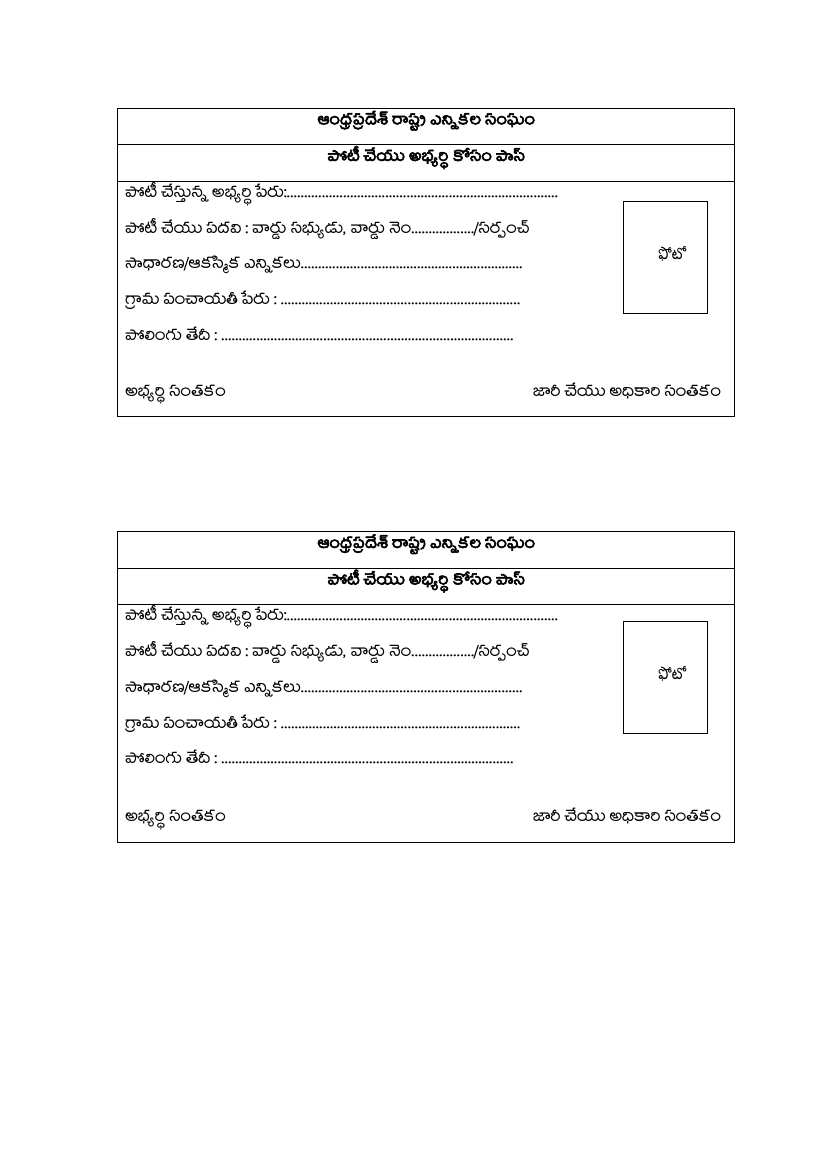 ఆంధ్రప్రదేశ్ రాష్ట్ర ఎన్నికల సంఘం
పోటీ చేయు అభ్యర్ధి కోసం పాస్
పోటీ చేస్తున్న అభ్యర్ధి పేరు:.............................................................................
పోటీ చేయు పదవి : వార్డు సభ్యుడు, వార్డు నెం................../సర్పంచ్
ఫోటో
సాధారణ/ఆకస్మిక ఎన్నికలు...............................................................
గ్రామ పంచాయతీ పేరు : ....................................................................
పోలింగు తేదీ : ...................................................................................
అభ్యర్ధి సంతకం జారీ చేయు అధికారి సంతకం
ఆంధ్రప్రదేశ్ రాష్ట్ర ఎన్నికల సంఘం
పోటీ చేయు అభ్యర్ధి కోసం పాస్
పోటీ చేస్తున్న అభ్యర్ధి పేరు:.............................................................................
పోటీ చేయు పదవి : వార్డు సభ్యుడు, వార్డు నెం................../సర్పంచ్
ఫోటో
సాధారణ/ఆకస్మిక ఎన్నికలు...............................................................
గ్రామ పంచాయతీ పేరు : ....................................................................
పోలింగు తేదీ : ...................................................................................
అభ్యర్ధి సంతకం జారీ చేయు అధికారి సంతకం